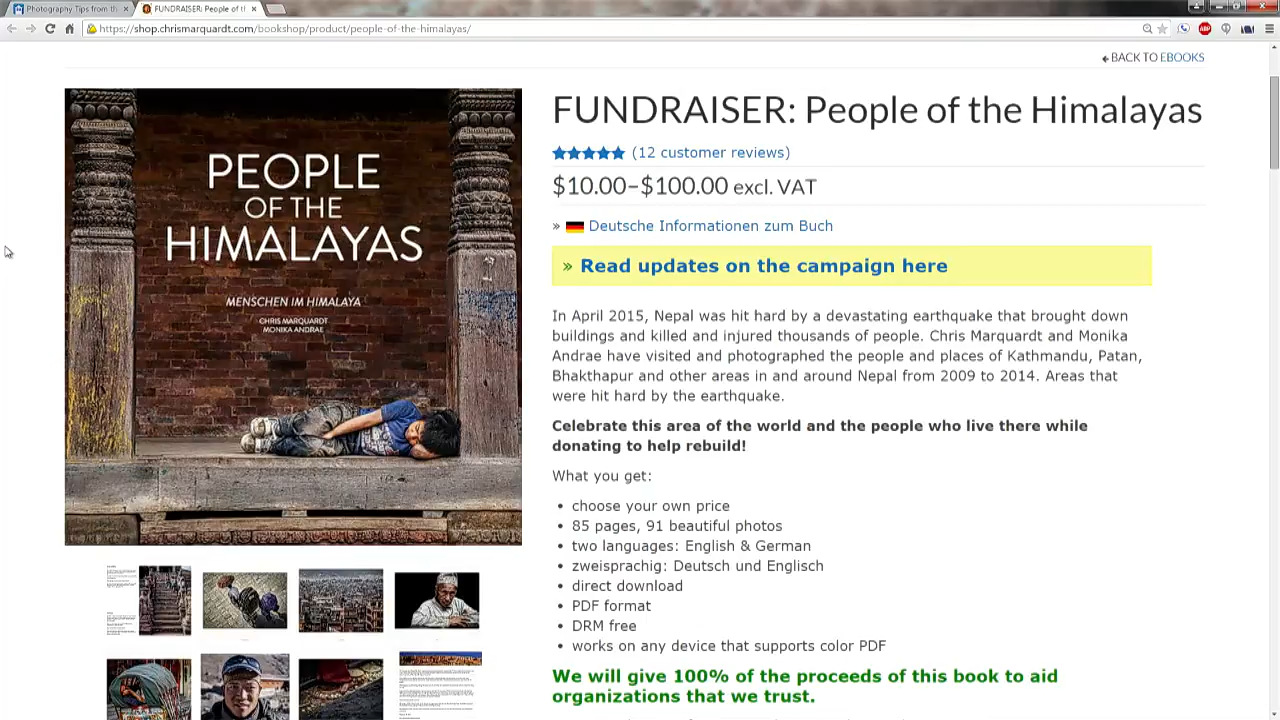 Photography Tips from th
FUNDRAISER: People of th
https://shop.chrismarquardt.com/bookshop/product/people-of-the-himalayas/
ABP
BACK TO EBOOKS
PEOPLE
OF THE
HIMALAYAS
MENSCHEN IM HIMALAYA
CHRIS MARQUARDT
MONIKA ANDRAE
FUNDRAISER: People of the Himalayas
(12 customer reviews)
$10.00–$100.00 excl. VAT
» Deutsche Informationen zum Buch
» Read updates on the campaign here
In April 2015, Nepal was hit hard by a devastating earthquake that brought down
buildings and killed and injured thousands of people. Chris Marquardt and Monika
Andrae have visited and photographed the people and places of Kathmandu, Patan,
Bhakthapur and other areas in and around Nepal from 2009 to 2014. Areas that
were hit hard by the earthquake.
Celebrate this area of the world and the people who live there while
donating to help rebuild!
What you get:
• choose your own price
• 85 pages, 91 beautiful photos
• two languages: English & German
• zweisprachig: Deutsch und Englisch
• direct download
• PDF format
• DRM free
• works on any device that supports color PDF
We will give 100% of the proceeds on this book to aid
organizations that we trust.